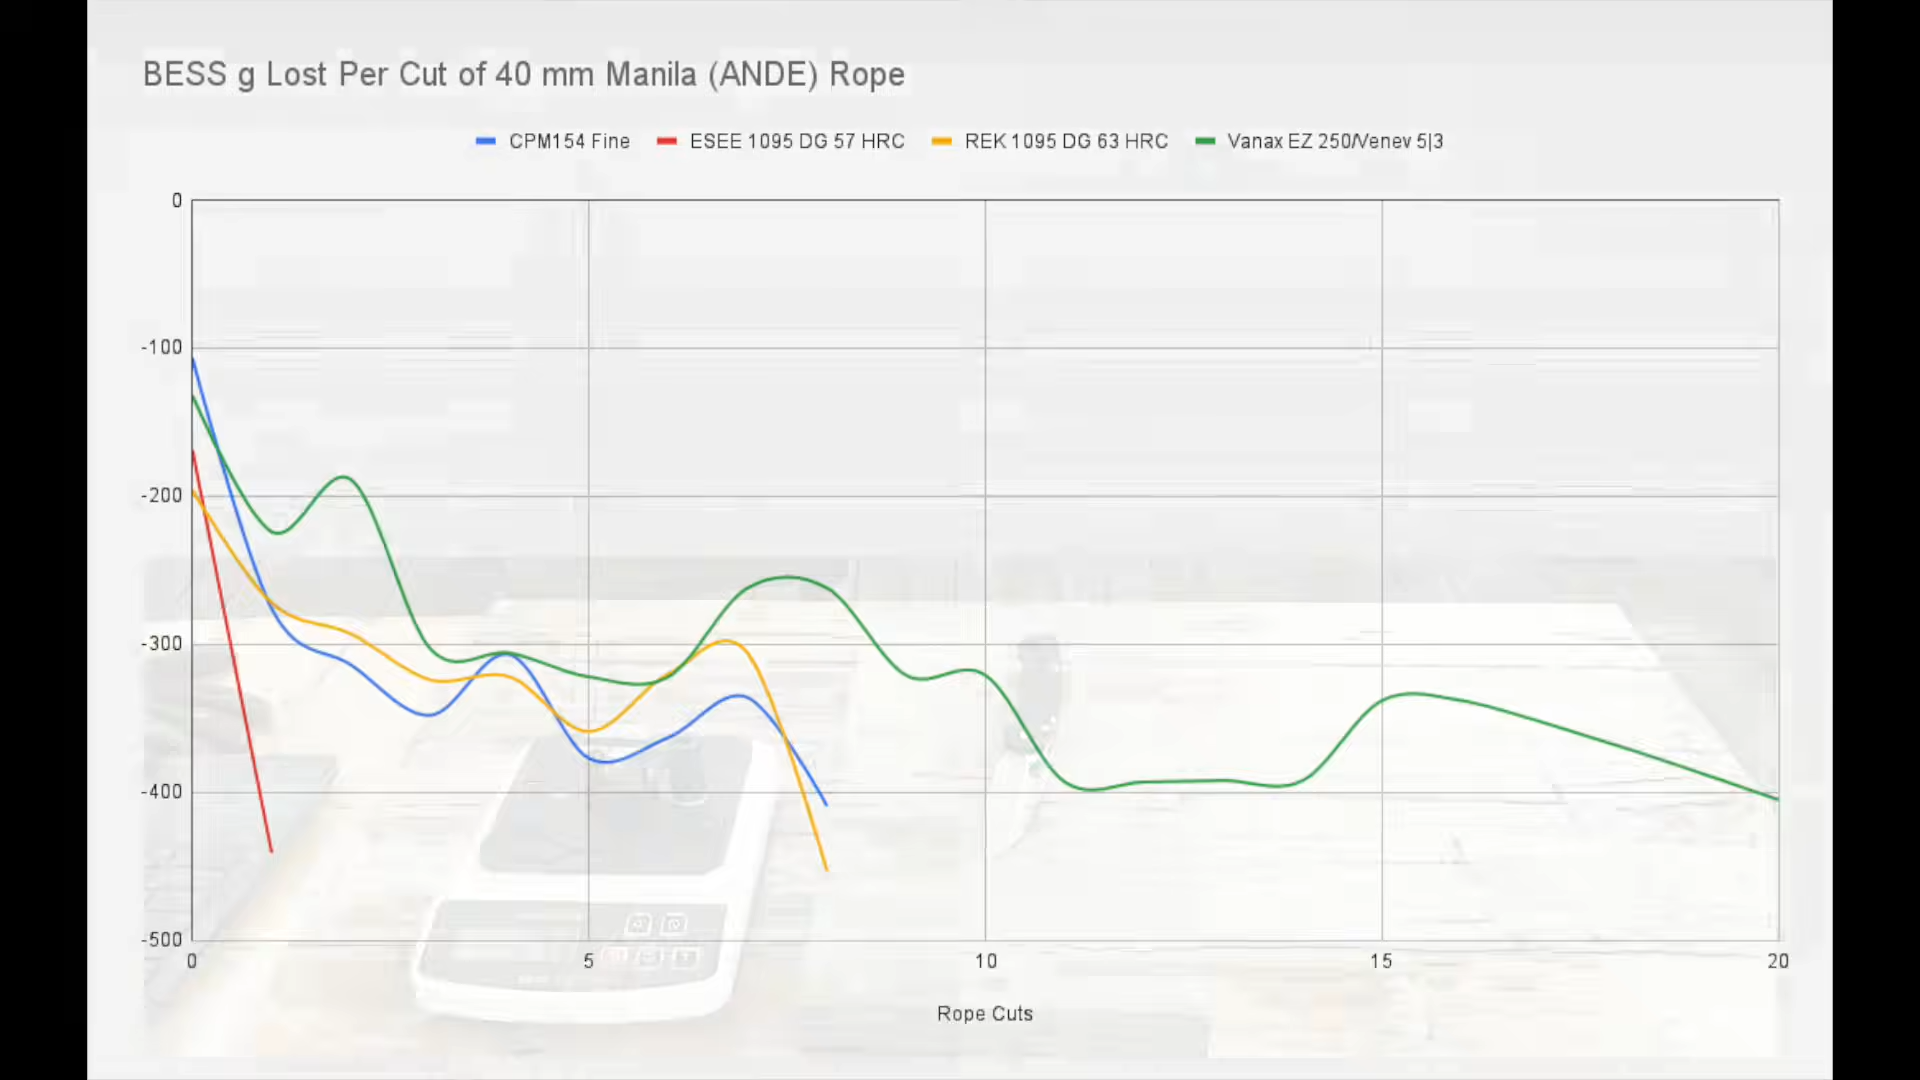 BESS g Lost Per Cut of 40 mm Manila (ANDE) Rope
CPM154 Fine ESEE 1095 DG 57 HRC REK 1095 DG 63 HRC Vanax EZ 250/Venev 5|3
0
-100
-200
-300
-400
-500
0 5 10 15 20
Rope Cuts